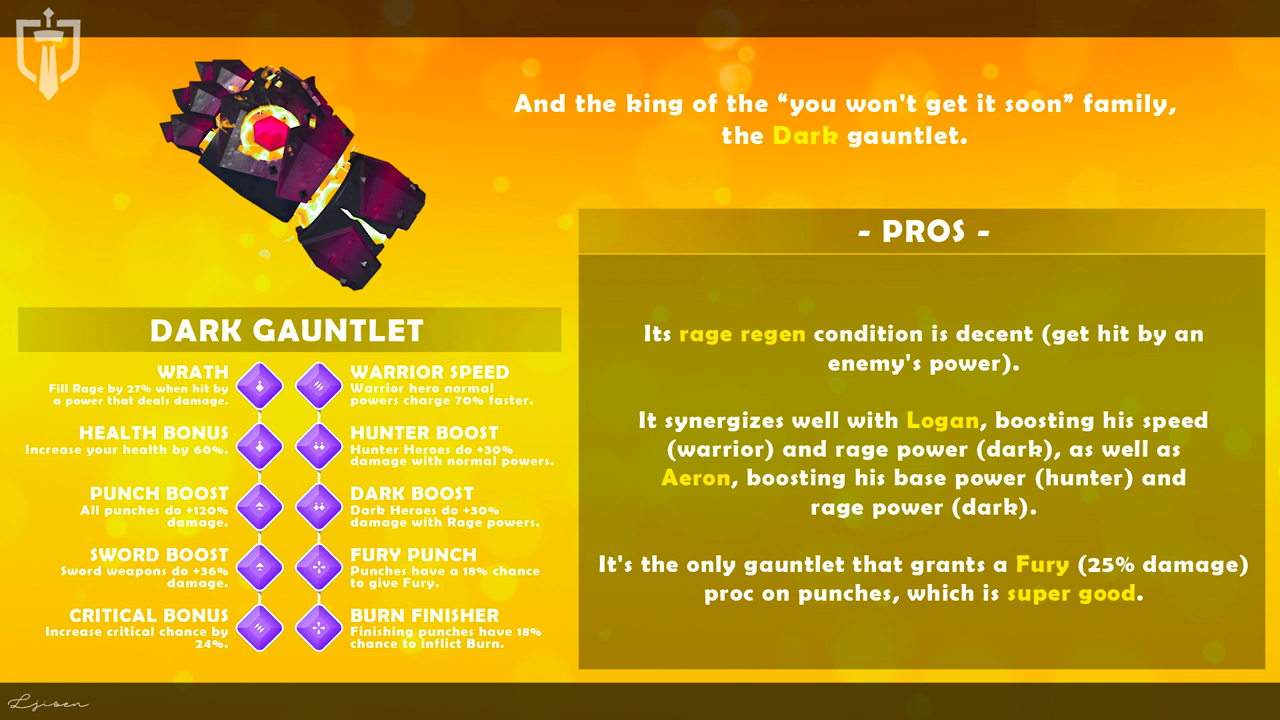 And the king of the “you won't get it soon” family,
the Dark gauntlet.
DARK GAUNTLET
WRATH
Fill Rage by 27% when hit by
a power that deals damage.
HEALTH BONUS
Increase your health by 60%.
PUNCH BOOST
All punches do +120%
damage.
SWORD BOOST
Sword weapons do +36%
damage.
CRITICAL BONUS
Increase critical chance by
24%.
WARRIOR SPEED
Warrior hero normal
powers charge 70% faster.
HUNTER BOOST
Hunter Heroes do +30%
damage with normal powers.
DARK BOOST
Dark Heroes do +30%
damage with Rage powers.
FURY PUNCH
Punches have a 18% chance
to give Fury.
BURN FINISHER
Finishing punches have 18%
chance to inflict Burn.
- PROS -
Its rage regen condition is decent (get hit by an
enemy's power).
It synergizes well with Logan, boosting his speed
(warrior) and rage power (dark), as well as
Aeron, boosting his base power (hunter) and
rage power (dark).
It's the only gauntlet that grants a Fury (25% damage)
proc on punches, which is super good.